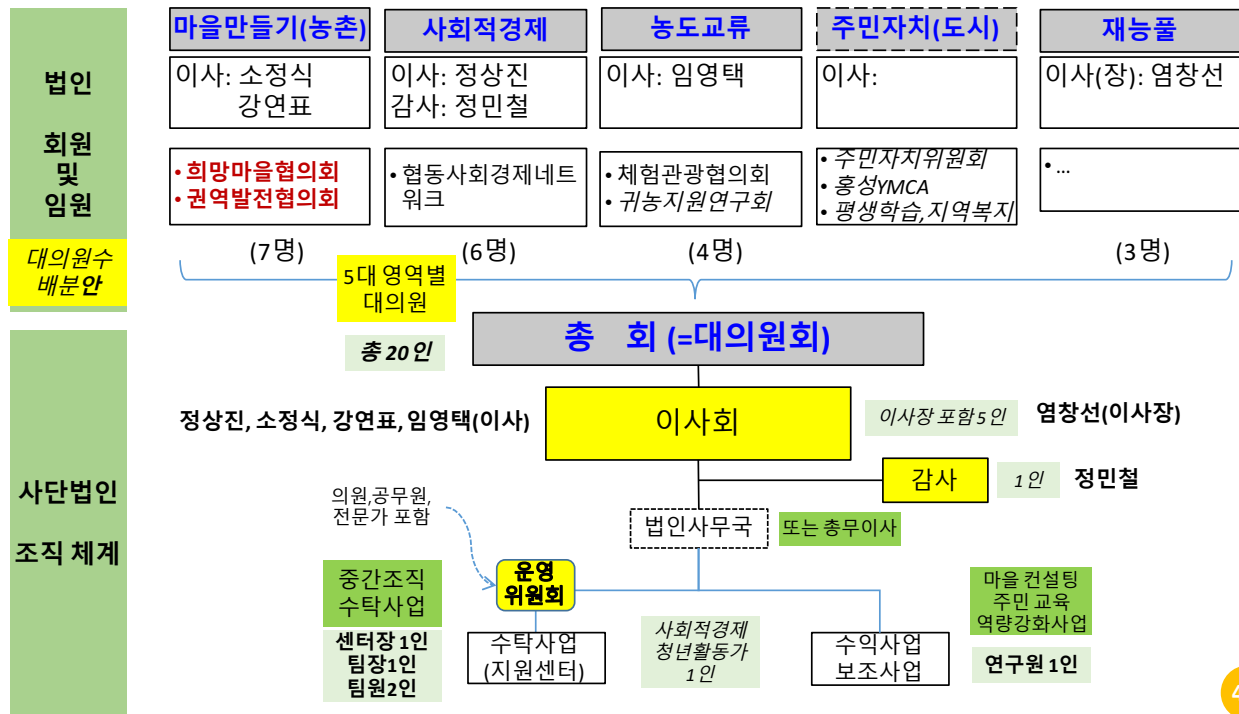 마을만들기(농촌)
사회적경제
농도교류
주민자치(도시)
재능풀
법인
회원
및
임원
이사: 소정식
강연표
이사: 정상진
감사: 정민철
이사: 임영택
이사:
이사(장): 염창선
• 희망마을협의회
• 권역발전협의회
• 협동사회경제네트
워크
• 체험관광협의회
• 귀농지원연구회
• 주민자치위원회
• 홍성YMCA
• 평생학습,지역복지
• ...
대의원수
배분안
(7명)
(6명)
(4명)
(3명)
5대 영역별
대의원
총 20인
총 회 (=대의원회)
사단법인
조직 체계
정상진, 소정식, 강연표, 임영택(이사)
이사회
이사장 포함 5인
염창선(이사장)
감사
1인
정민철
의원,공무원,
전문가 포함
법인사무국
또는 총무이사
운영
위원회
중간조직
수탁사업
센터장 1인
팀장1인
팀원2인
수탁사업
(지원센터)
사회적경제
청년활동가
1인
수익사업
보조사업
마을 컨설팅
주민 교육
역량강화사업
연구원 1인
4